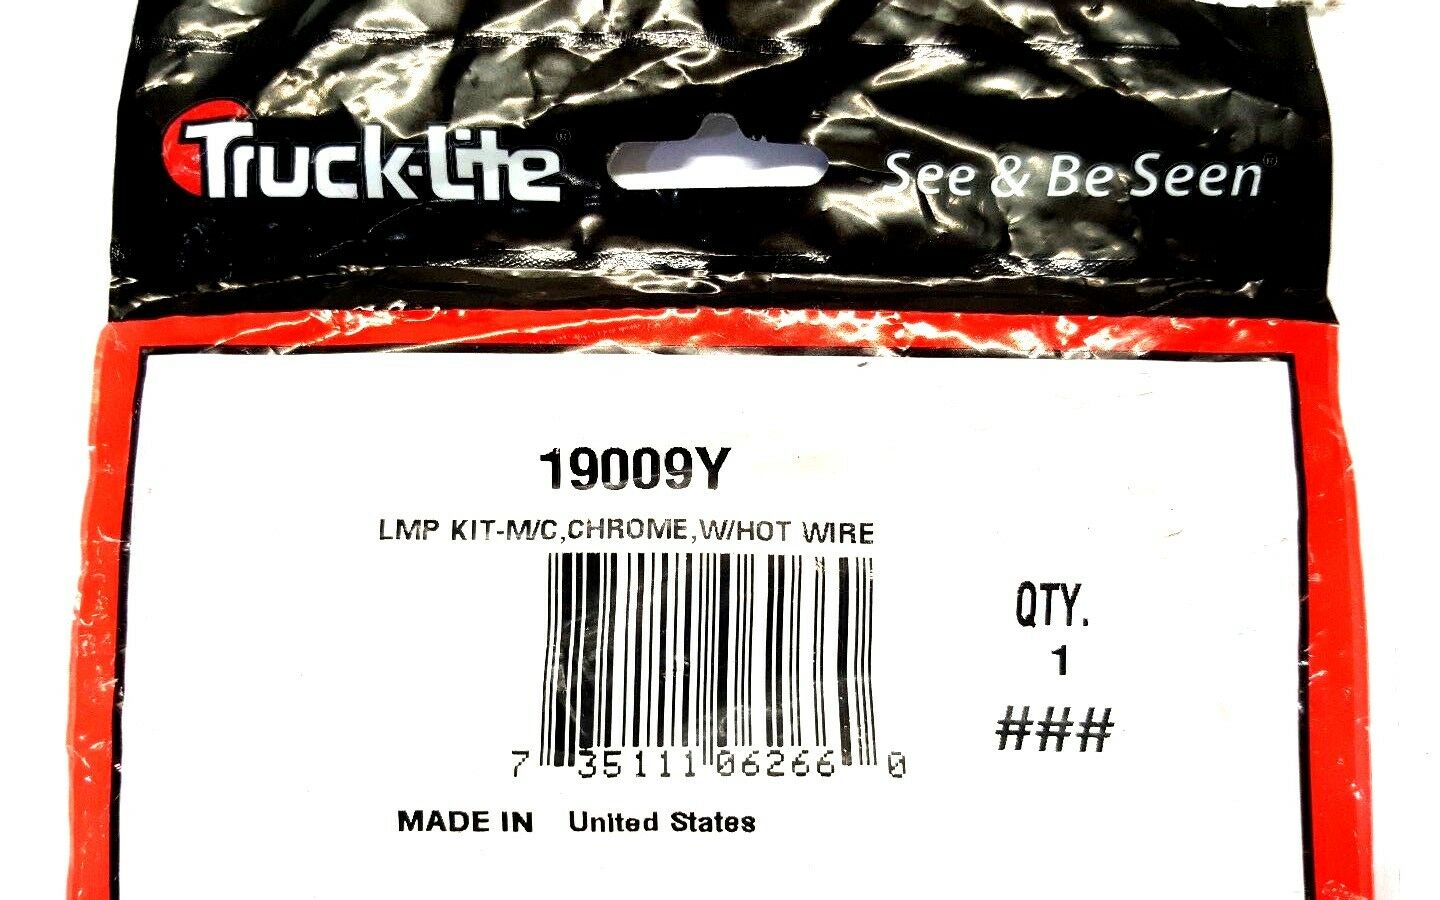 Truck-Lite®
See & Be Seen®
19009Y
LMP KIT-M/C,CHROME,W/HOT WIRE
QTY.
1
###
7 35111 06266 0
MADE IN United States